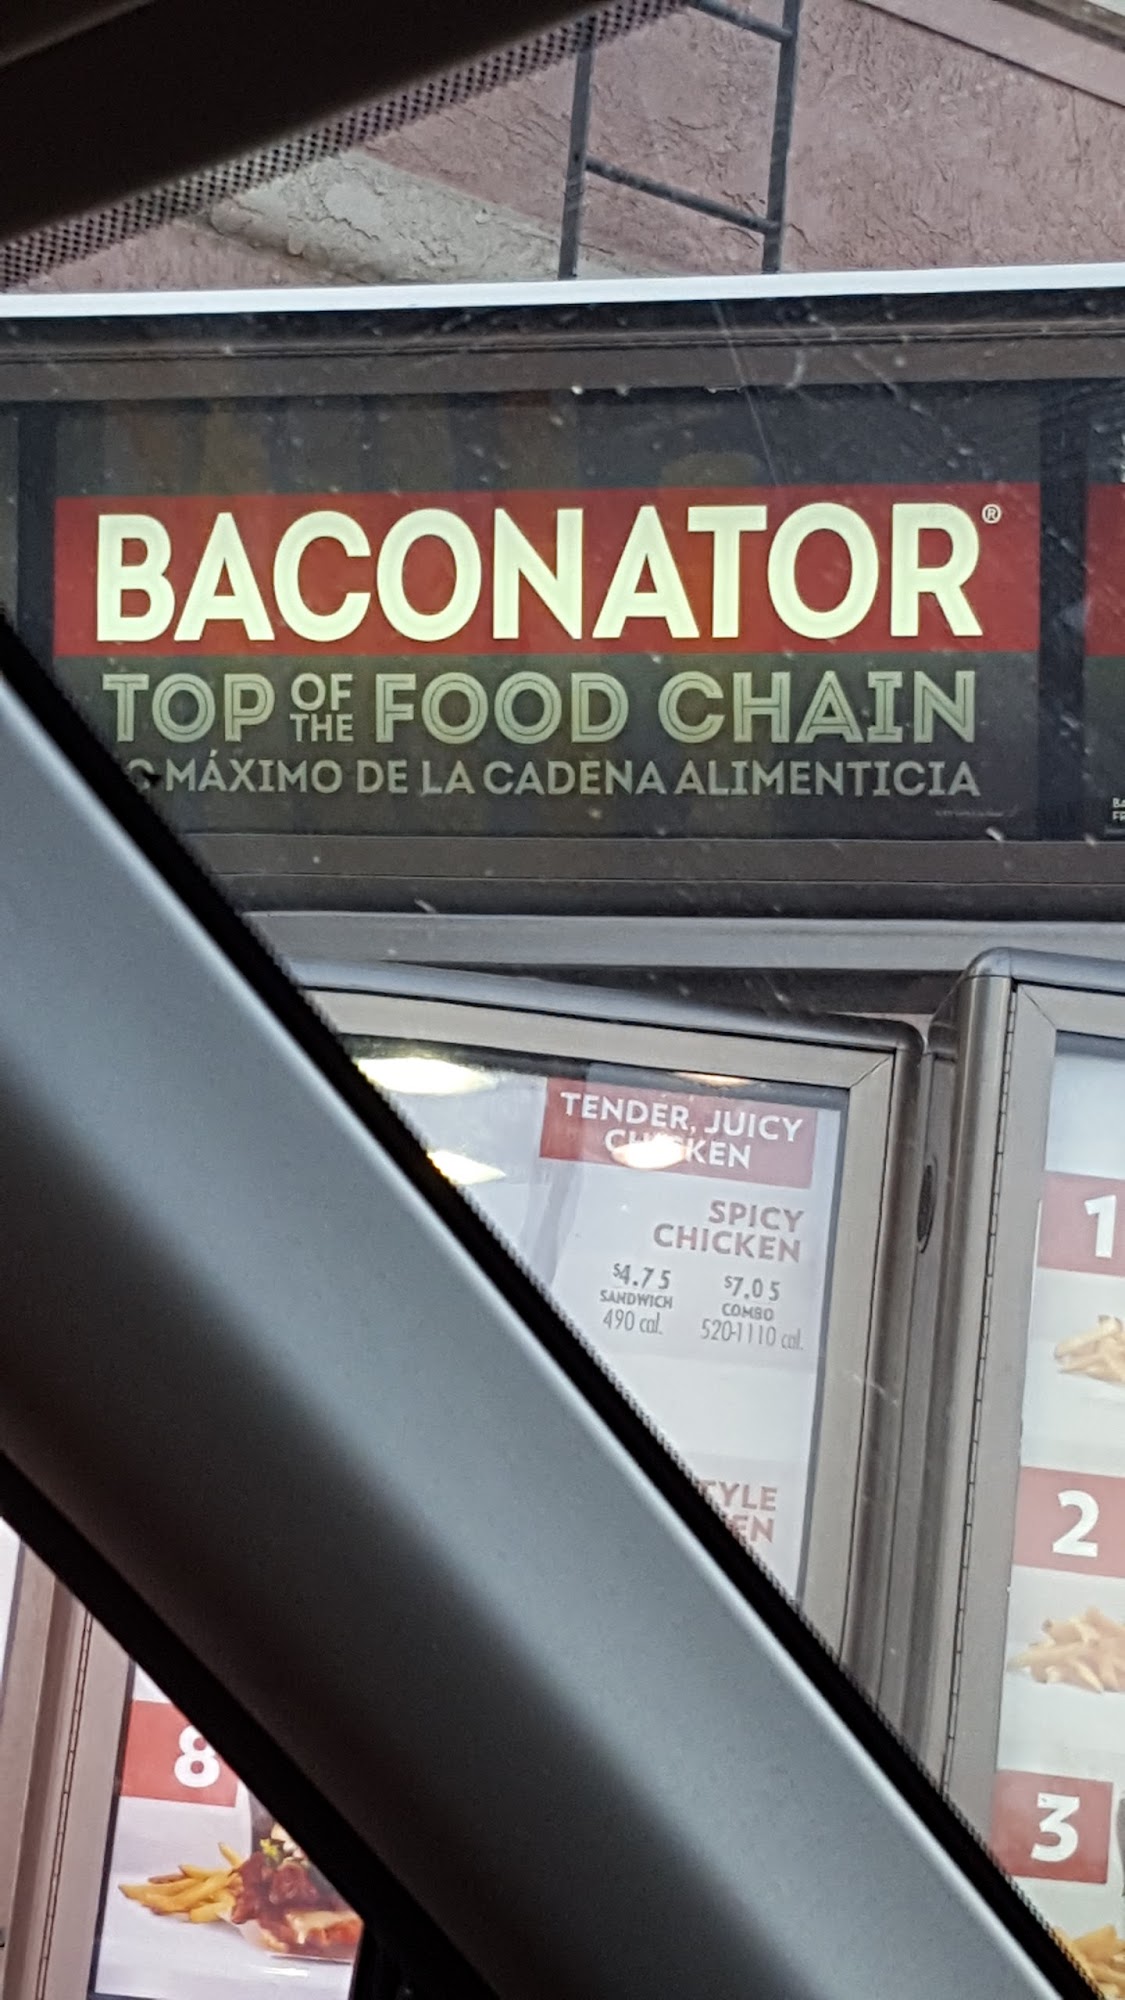 BACONATOR®
TOP OF THE FOOD CHAIN
MÁXIMO DE LA CADENA ALIMENTICIA
TENDER, JUICY
CHICKEN
SPICY
CHICKEN
$4.75
SANDWICH
490 cal.
$7.05
COMBO
520-1110 cal.
1
2
3
8